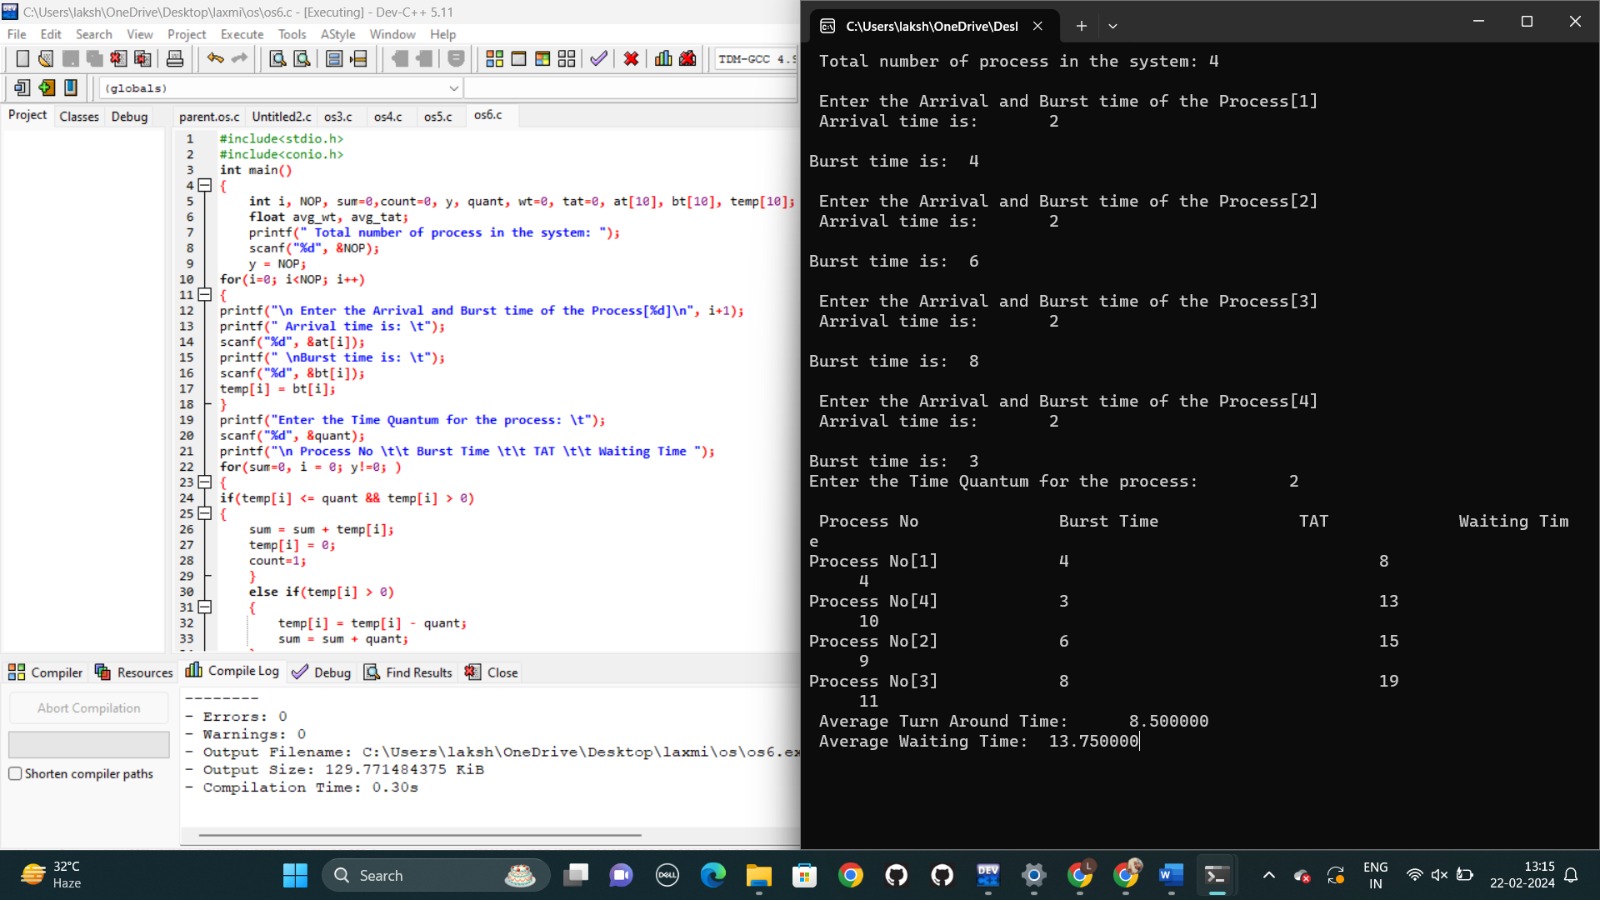 C:\Users\laksh\OneDrive\Desktop\laxmi\os\os6.c - [Executing] - Dev-C++ 5.11
File Edit Search View Project Execute Tools AStyle Window Help
TDM-GCC 4.9
(globals)
Project Classes Debug
parent.os.c Untitled2.c os3.c os4.c os5.c os6.c
1 #include<stdio.h>
2 #include<conio.h>
3 int main()
4 {
5 int i, NOP, sum=0,count=0, y, quant, wt=0, tat=0, at[10], bt[10], temp[10];
6 float avg_wt, avg_tat;
7 printf(" Total number of process in the system: ");
8 scanf("%d", &NOP);
9 y = NOP;
10 for(i=0; i<NOP; i++)
11 {
12 printf("\n Enter the Arrival and Burst time of the Process[%d]\n", i+1);
13 printf(" Arrival time is: \t");
14 scanf("%d", &at[i]);
15 printf(" \nBurst time is: \t");
16 scanf("%d", &bt[i]);
17 temp[i] = bt[i];
18 }
19 printf("Enter the Time Quantum for the process: \t");
20 scanf("%d", &quant);
21 printf("\n Process No \t\t Burst Time \t\t TAT \t\t Waiting Time ");
22 for(sum=0, i = 0; y!=0; )
23 {
24 if(temp[i] <= quant && temp[i] > 0)
25 {
26 sum = sum + temp[i];
27 temp[i] = 0;
28 count=1;
29 }
30 else if(temp[i] > 0)
31 {
32 temp[i] = temp[i] - quant;
33 sum = sum + quant;
Compiler Resources Compile Log Debug Find Results Close
Abort Compilation
Shorten compiler paths
--------
- Errors: 0
- Warnings: 0
- Output Filename: C:\Users\laksh\OneDrive\Desktop\laxmi\os\os6.ex
- Output Size: 129.771484375 KiB
- Compilation Time: 0.30s
C:\Users\laksh\OneDrive\Desl
Total number of process in the system: 4
Enter the Arrival and Burst time of the Process[1]
Arrival time is: 2
Burst time is: 4
Enter the Arrival and Burst time of the Process[2]
Arrival time is: 2
Burst time is: 6
Enter the Arrival and Burst time of the Process[3]
Arrival time is: 2
Burst time is: 8
Enter the Arrival and Burst time of the Process[4]
Arrival time is: 2
Burst time is: 3
Enter the Time Quantum for the process: 2
Process No Burst Time TAT Waiting Tim
e
Process No[1] 4 8
4
Process No[4] 3 13
10
Process No[2] 6 15
9
Process No[3] 8 19
11
Average Turn Around Time: 8.500000
Average Waiting Time: 13.750000
32°C
Haze
Search
DELL
DEV
L
W
ENG
IN
13:15
22-02-2024